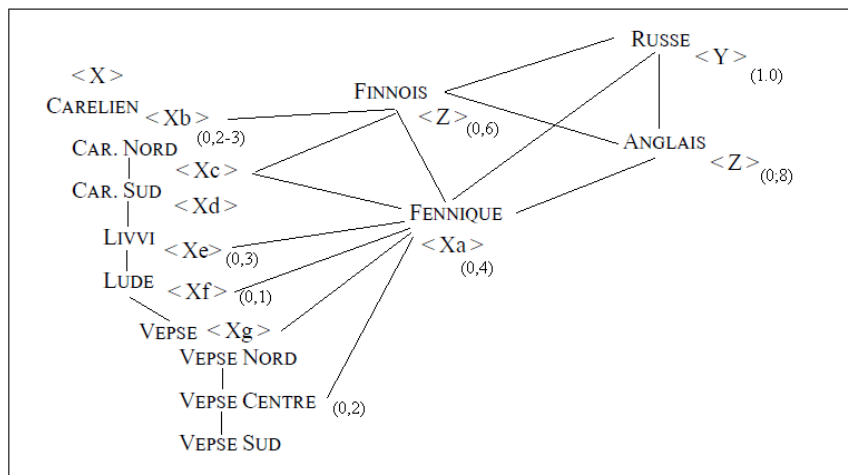 RUSSE
<Y> (1.0)
<X>
CARELIEN
<Xb>
(0,2-3)
FINNOIS
<Z> (0,6)
ANGLAIS
<Z> (0;8)
CAR. NORD
<Xc>
CAR. SUD
<Xd>
FENNIQUE
<Xa>
(0,4)
LIVVI
<Xe> (0,3)
LUDE
<Xf> (0,1)
VEPSE <Xg>
VEPSE NORD
VEPSE CENTRE (0,2)
VEPSE SUD